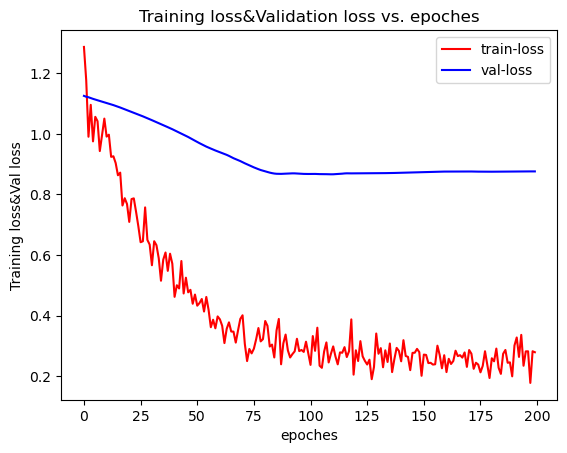 Training loss&Validation loss vs. epoches
train-loss
val-loss
Training loss&Val loss
1.2
1.0
0.8
0.6
0.4
0.2
0 25 50 75 100 125 150 175 200
epoches